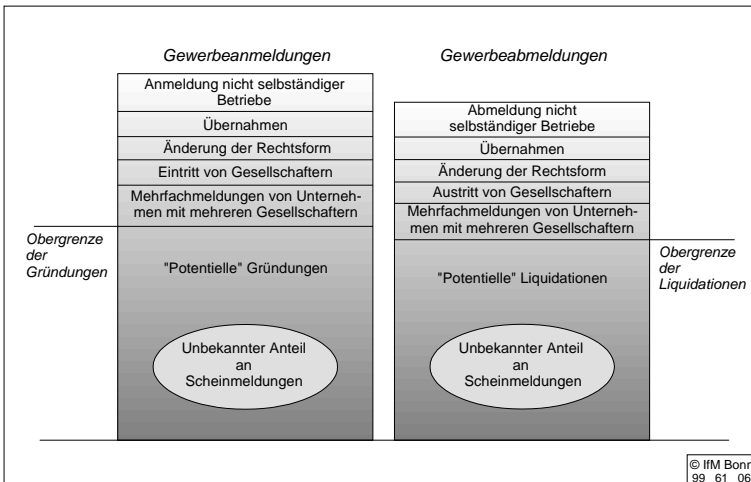 Gewerbeanmeldungen
Anmeldung nicht selbständiger
Betriebe
Übernahmen
Änderung der Rechtsform
Eintritt von Gesellschaftern
Mehrfachmeldungen von Unterneh-
men mit mehreren Gesellschaftern
Obergrenze
der
Gründungen
"Potentielle" Gründungen
Unbekannter Anteil
an
Scheinmeldungen
Gewerbeabmeldungen
Abmeldung nicht
selbständiger Betriebe
Übernahmen
Änderung der Rechtsform
Austritt von Gesellschaftern
Mehrfachmeldungen von Unterneh-
men mit mehreren Gesellschaftern
Obergrenze
der
Liquidationen
"Potentielle" Liquidationen
Unbekannter Anteil
an
Scheinmeldungen
© IfM Bonn
99 61 06